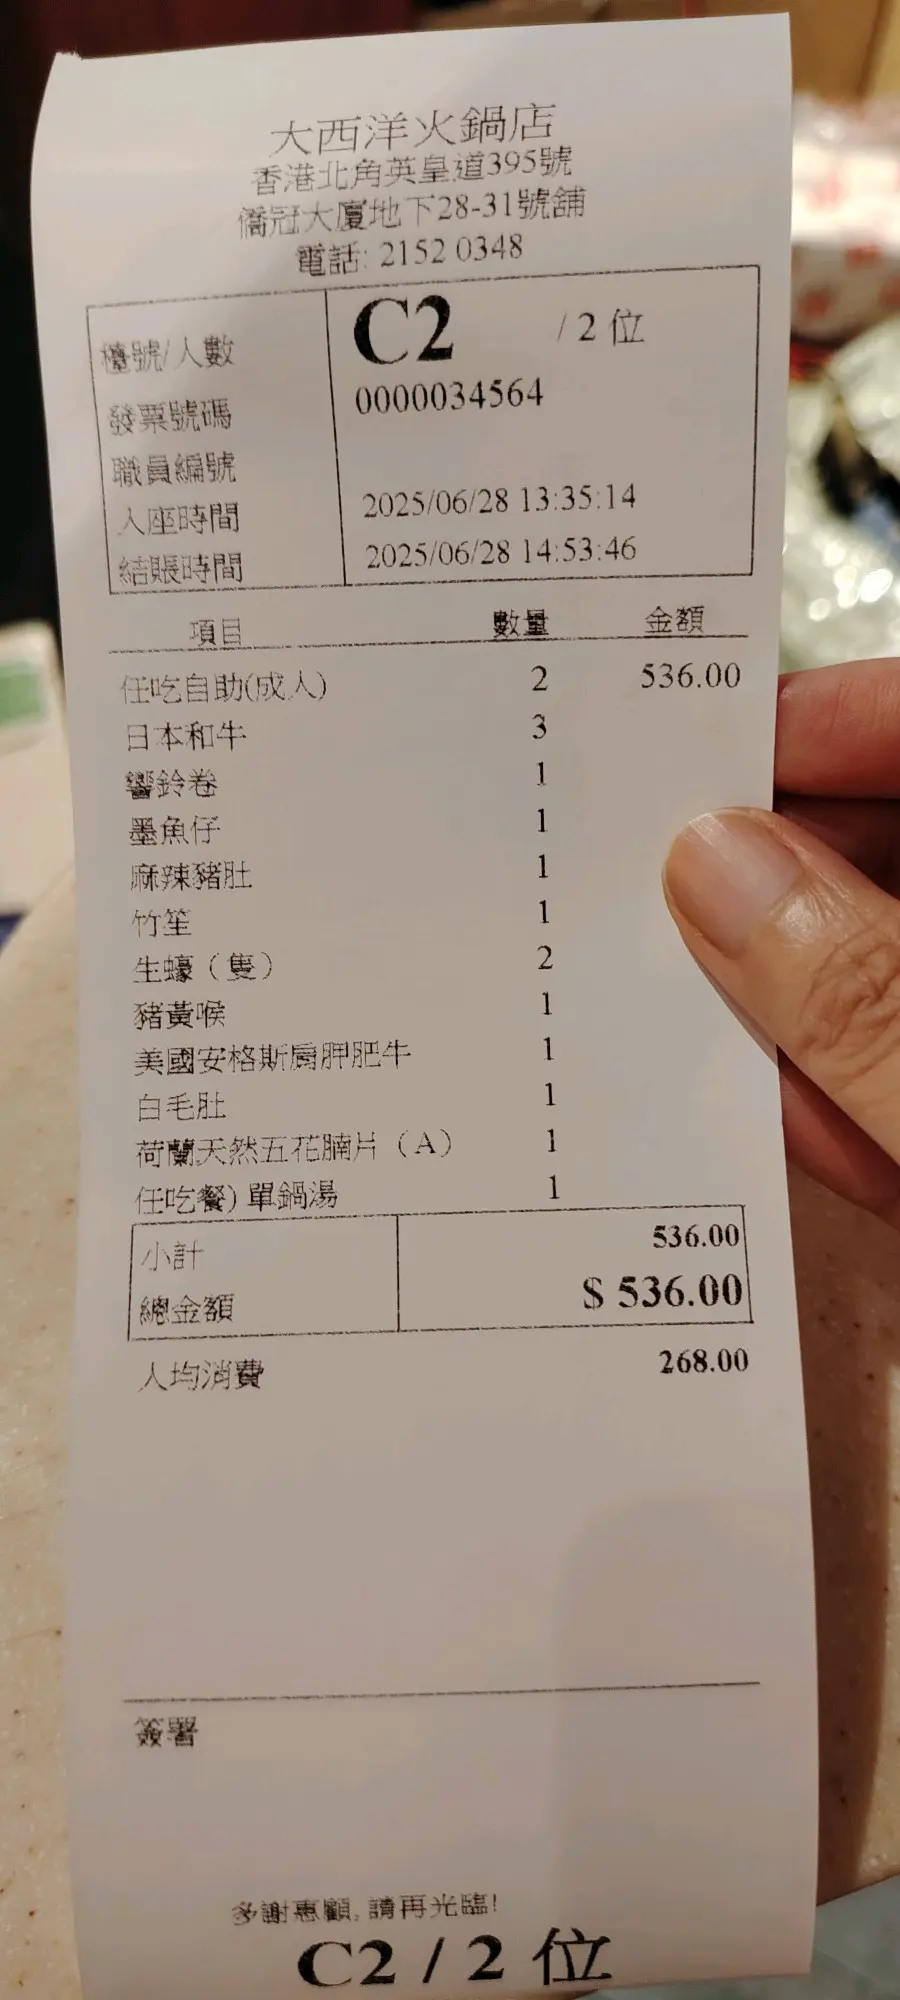 大西洋火鍋店
香港北角英皇道395號
僑冠大廈地下28-31號舖
電話: 2152 0348
檯號/人數 C2 / 2 位
發票號碼 0000034564
職員編號
入座時間 2025/06/28 13:35:14
結賬時間 2025/06/28 14:53:46
項目 數量 金額
任吃自助(成人) 2 536.00
日本和牛 3
響鈴卷 1
墨魚仔 1
麻辣豬肚 1
竹笙 1
生蠔（隻） 2
豬黃喉 1
美國安格斯肩胛肥牛 1
白毛肚 1
荷蘭天然五花腩片（A） 1
任吃餐) 單鍋湯 1
小計 536.00
總金額 $ 536.00
人均消費 268.00
簽署
多謝惠顧, 請再光臨!
C2 / 2 位